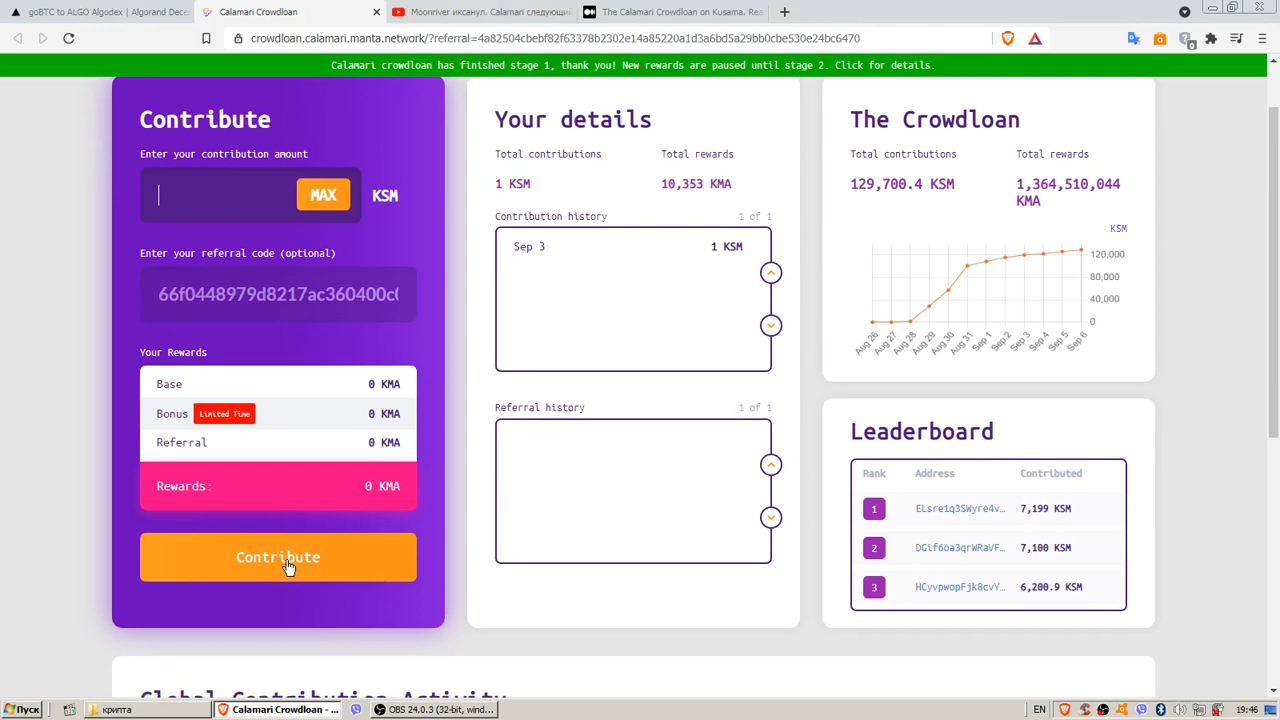 goBTC to ALGO Algodex | Algorand Dece
Calamari Crowdloan
Moonriver иксанул. Calamari следующий
The Calamari Crowdloan on Kusama. Rea
crowdloan.calamari.manta.network/?referral=4a82504cbebf82f63378b2302e14a85220a1d3a6bd5a29bb0cbe530e24bc6470
Calamari crowdloan has finished stage 1, thank you! New rewards are paused until stage 2. Click for details.
Contribute
Enter your contribution amount
MAX
KSM
Enter your referral code (optional)
66f0448979d8217ac360400c
Your Rewards
Base 0 KMA
Bonus Limited Time 0 KMA
Referral 0 KMA
Rewards: 0 KMA
Contribute
Your details
Total contributions Total rewards
1 KSM 10,353 KMA
Contribution history 1 of 1
Sep 3 1 KSM
Referral history 1 of 1
The Crowdloan
Total contributions Total rewards
129,700.4 KSM 1,364,510,044
KMA
KSM
120,000
80,000
40,000
0
Aug 26 Aug 27 Aug 28 Aug 29 Aug 30 Aug 31 Sep 1 Sep 2 Sep 3 Sep 4 Sep 5 Sep 6
Leaderboard
Rank Address Contributed
1 ELsre1q3SWyre4v… 7,199 KSM
2 DGif6oa3qrWRaVF… 7,100 KSM
3 HCyvpwopFjk8cvY… 6,200.9 KSM
Global Contribution Activity
Пуск
крипта
Calamari Crowdloan - ...
OBS 24.0.3 (32-bit, wind...
EN
19:46